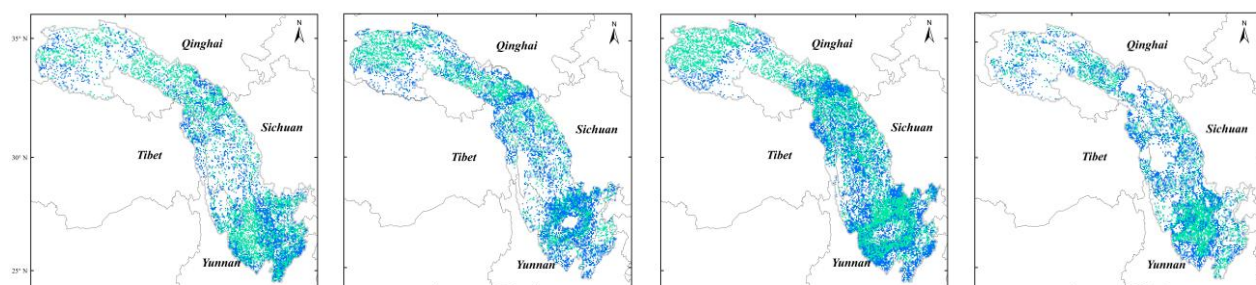 N N N N
35° N Qinghai Qinghai Qinghai Qinghai
Sichuan Sichuan Sichuan Sichuan
30° N Tibet Tibet Tibet Tibet
Yunnan Yunnan Yunnan Yunnan
25° N